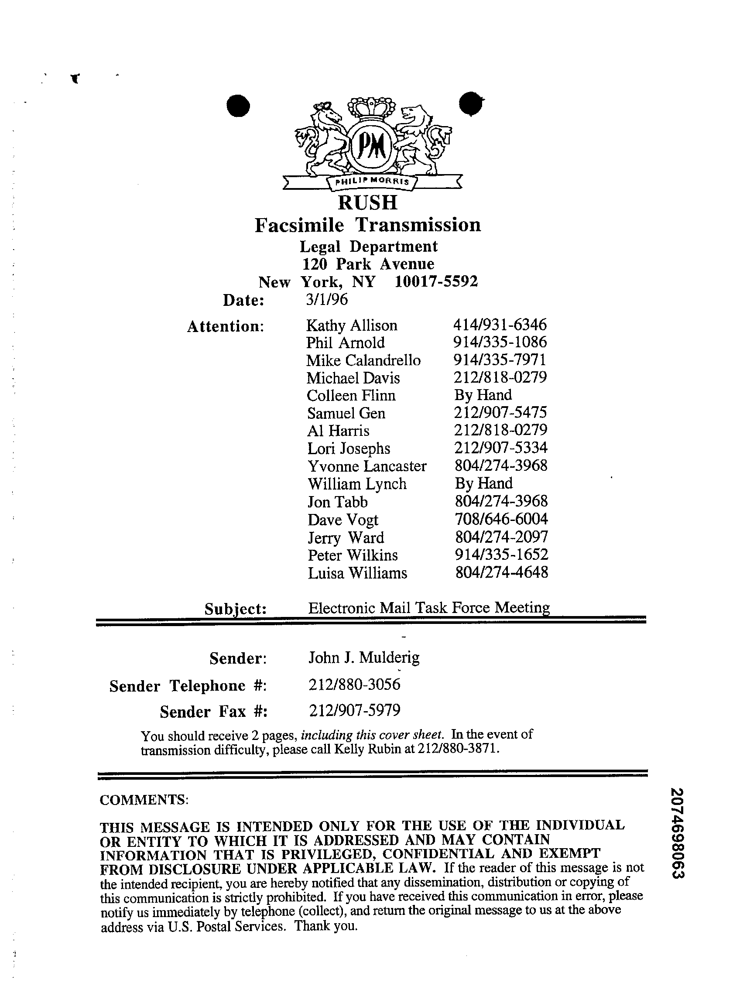 PM
PHILIP MORRIS
RUSH
Facsimile Transmission
Legal Department
120 Park Avenue
New York, NY 10017-5592
Date: 3/1/96
Attention: Kathy Allison 414/931-6346
Phil Arnold 914/335-1086
Mike Calandrello 914/335-7971
Michael Davis 212/818-0279
Colleen Flinn By Hand
Samuel Gen 212/907-5475
Al Harris 212/818-0279
Lori Josephs 212/907-5334
Yvonne Lancaster 804/274-3968
William Lynch By Hand
Jon Tabb 804/274-3968
Dave Vogt 708/646-6004
Jerry Ward 804/274-2097
Peter Wilkins 914/335-1652
Luisa Williams 804/274-4648
Subject: Electronic Mail Task Force Meeting
Sender: John J. Mulderig
Sender Telephone #: 212/880-3056
Sender Fax #: 212/907-5979
You should receive 2 pages, including this cover sheet. In the event of
transmission difficulty, please call Kelly Rubin at 212/880-3871.
COMMENTS:
THIS MESSAGE IS INTENDED ONLY FOR THE USE OF THE INDIVIDUAL
OR ENTITY TO WHICH IT IS ADDRESSED AND MAY CONTAIN
INFORMATION THAT IS PRIVILEGED, CONFIDENTIAL AND EXEMPT
FROM DISCLOSURE UNDER APPLICABLE LAW. If the reader of this message is not
the intended recipient, you are hereby notified that any dissemination, distribution or copying of
this communication is strictly prohibited. If you have received this communication in error, please
notify us immediately by telephone (collect), and return the original message to us at the above
address via U.S. Postal Services. Thank you.
2074698063